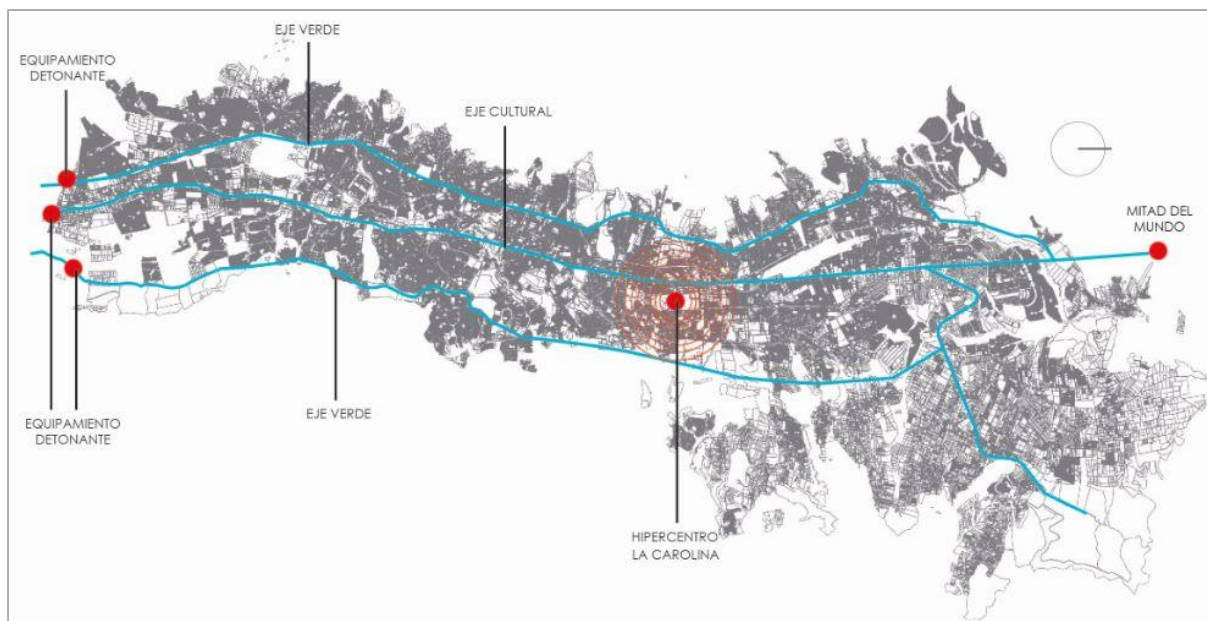 EJE VERDE
EQUIPAMIENTO
DETONANTE
EJE CULTURAL
MITAD DEL
MUNDO
EQUIPAMIENTO
DETONANTE
EJE VERDE
HIPERCENTRO
LA CAROLINA